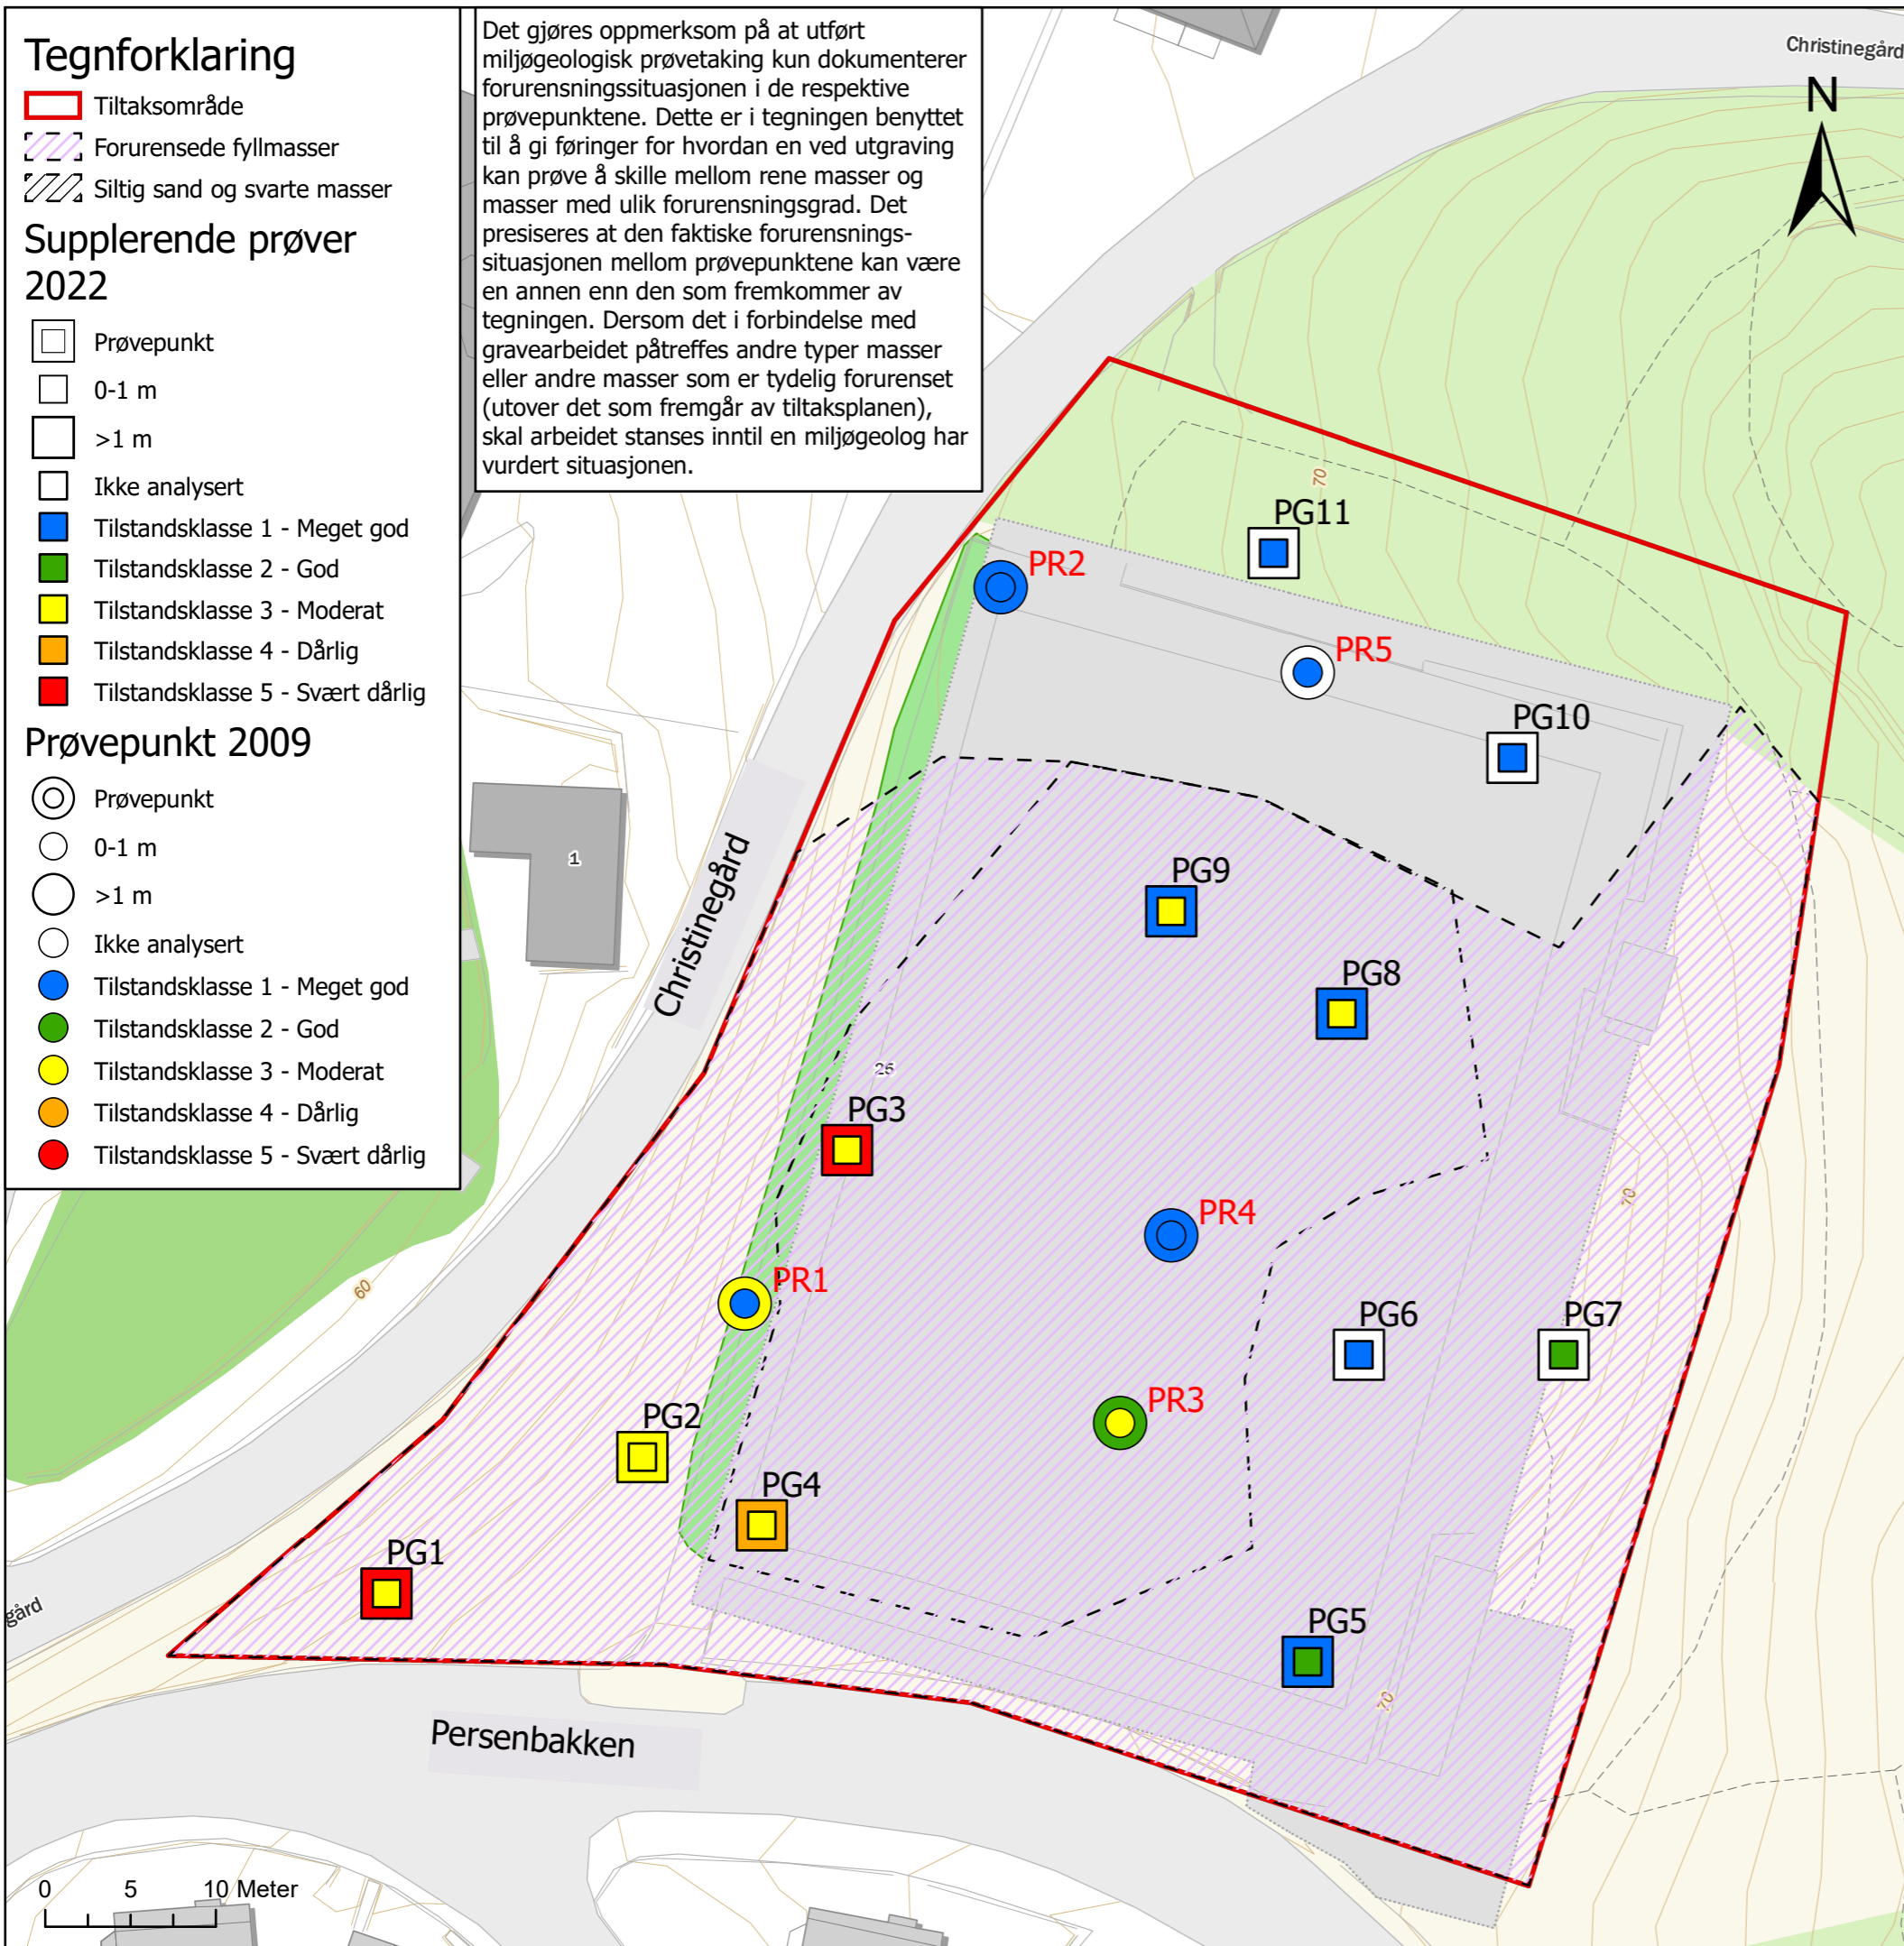 Tegnforklaring
Tiltaksområde
Forurensede fyllmasser
Siltig sand og svarte masser
Supplerende prøver
2022
Prøvepunkt
0-1 m
>1 m
Ikke analysert
Tilstandsklasse 1 - Meget god
Tilstandsklasse 2 - God
Tilstandsklasse 3 - Moderat
Tilstandsklasse 4 - Dårlig
Tilstandsklasse 5 - Svært dårlig
Prøvepunkt 2009
Prøvepunkt
0-1 m
>1 m
Ikke analysert
Tilstandsklasse 1 - Meget god
Tilstandsklasse 2 - God
Tilstandsklasse 3 - Moderat
Tilstandsklasse 4 - Dårlig
Tilstandsklasse 5 - Svært dårlig
Det gjøres oppmerksom på at utført
miljøgeologisk prøvetaking kun dokumenterer
forurensningssituasjonen i de respektive
prøvepunktene. Dette er i tegningen benyttet
til å gi føringer for hvordan en ved utgraving
kan prøve å skille mellom rene masser og
masser med ulik forurensningsgrad. Det
presiseres at den faktiske forurensnings-
situasjonen mellom prøvepunktene kan være
en annen enn den som fremkommer av
tegningen. Dersom det i forbindelse med
gravearbeidet påtreffes andre typer masser
eller andre masser som er tydelig forurenset
(utover det som fremgår av tiltaksplanen),
skal arbeidet stanses inntil en miljøgeolog har
vurdert situasjonen.
Christinegård
N
70
PG11
PR2
PR5
PG10
1
Christinegård
PG9
PG8
26
PG3
70
PR4
60
PR1
PG6
PG7
PR3
PG2
PG4
PG1
gård
PG5
70
Persenbakken
0 5 10 Meter